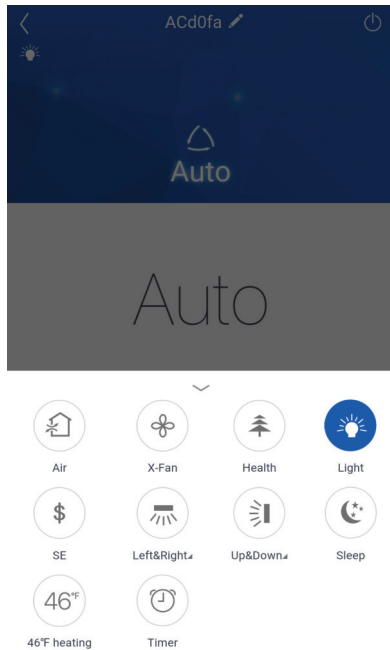 ACd0fa
Auto
Auto
Air X-Fan Health Light
$
SE Left&Right Up&Down Sleep
46°F
46°F heating Timer